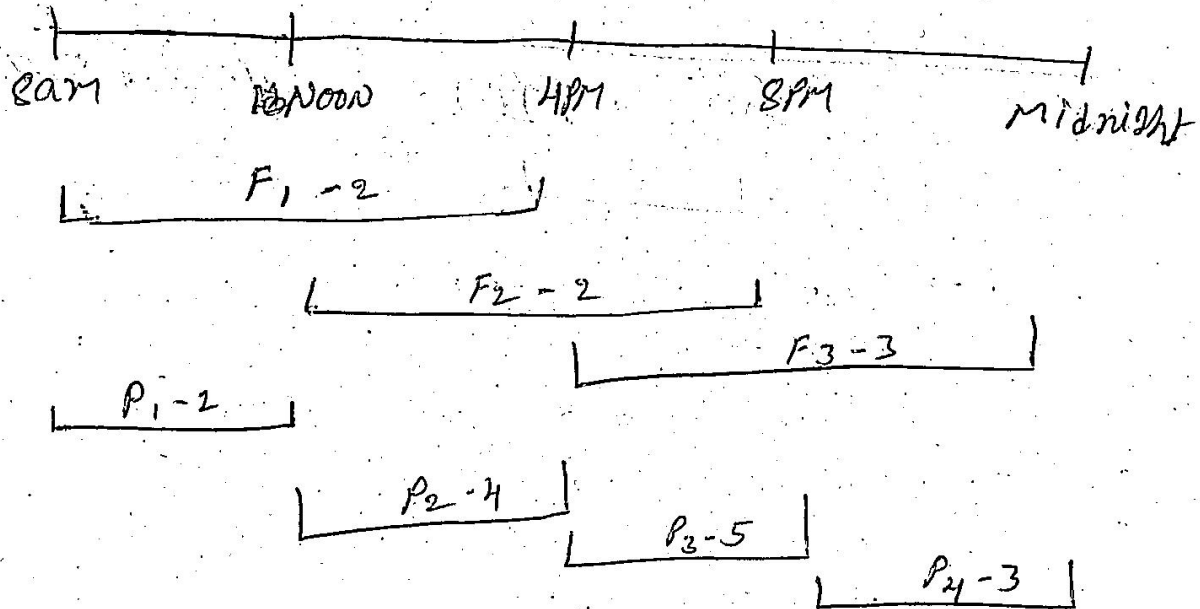 8am Noon 4PM 8PM Midnight
F1 - 2
F2 - 2
F3 - 3
P1 - 2
P2 - 4
P3 - 5
P4 - 3